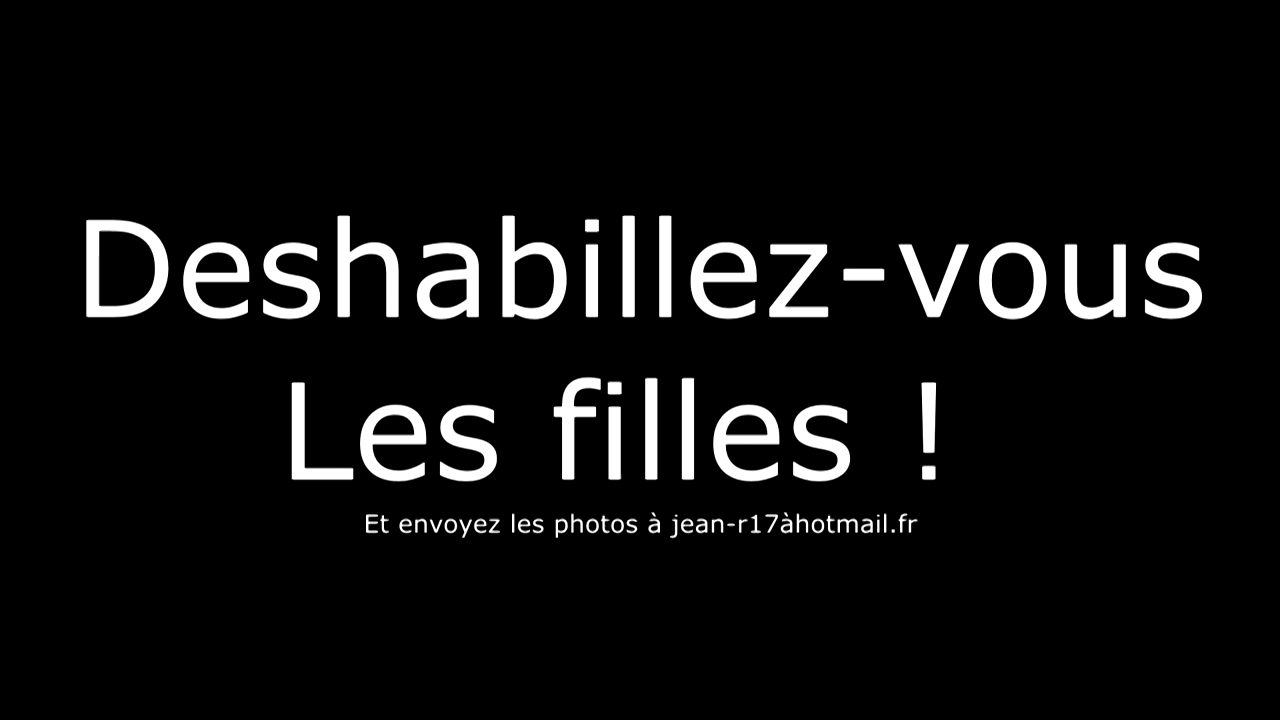 Deshabillez-vous
Les filles !
Et envoyez les photos à jean-r17àhotmail.fr